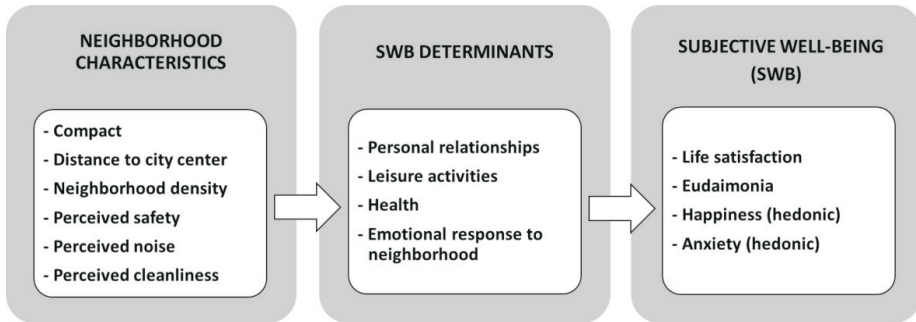 NEIGHBORHOOD
CHARACTERISTICS
- Compact
- Distance to city center
- Neighborhood density
- Perceived safety
- Perceived noise
- Perceived cleanliness
SWB DETERMINANTS
- Personal relationships
- Leisure activities
- Health
- Emotional response to
neighborhood
SUBJECTIVE WELL-BEING
(SWB)
- Life satisfaction
- Eudaimonia
- Happiness (hedonic)
- Anxiety (hedonic)